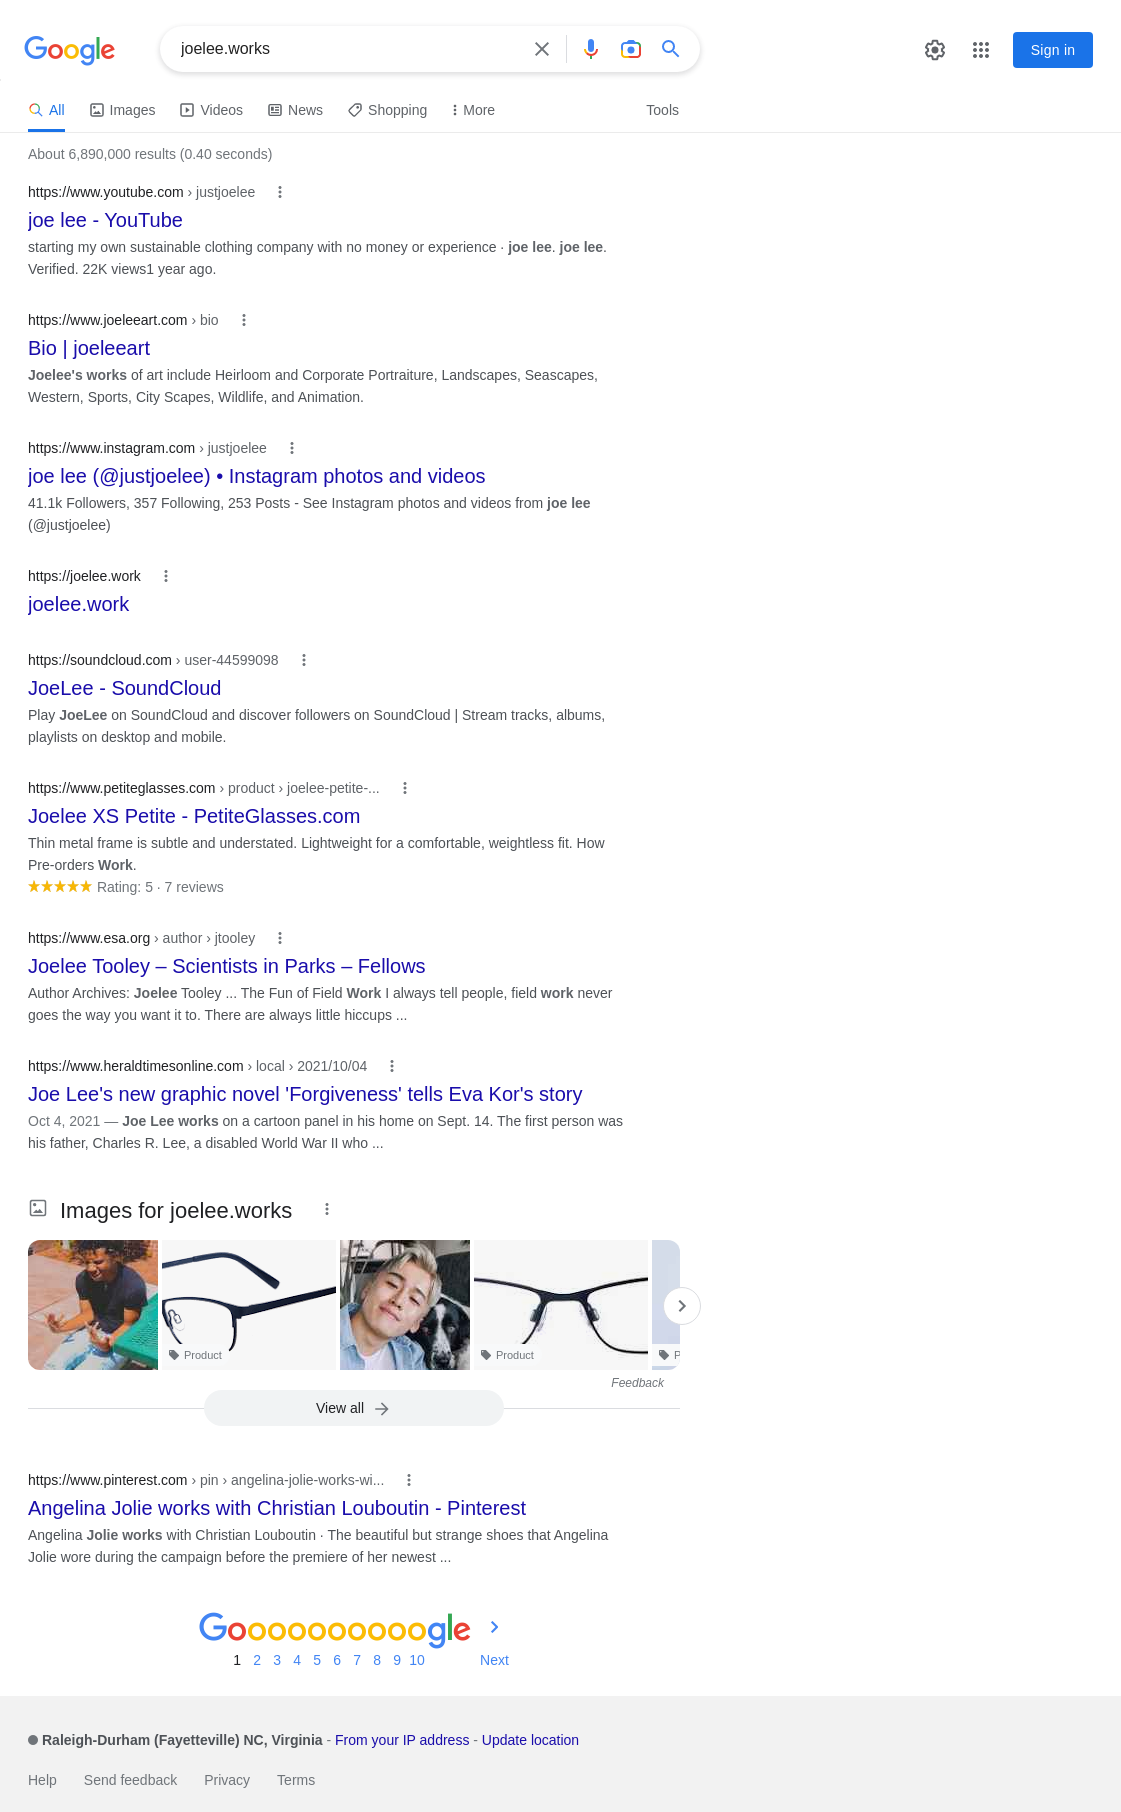 Google
joelee.works
Sign in
All Images Videos News Shopping More Tools
About 6,890,000 results (0.40 seconds)
https://www.youtube.com › justjoelee
joe lee - YouTube
starting my own sustainable clothing company with no money or experience · joe lee. joe lee.
Verified. 22K views1 year ago.
https://www.joeleeart.com › bio
Bio | joeleeart
Joelee's works of art include Heirloom and Corporate Portraiture, Landscapes, Seascapes,
Western, Sports, City Scapes, Wildlife, and Animation.
https://www.instagram.com › justjoelee
joe lee (@justjoelee) • Instagram photos and videos
41.1k Followers, 357 Following, 253 Posts - See Instagram photos and videos from joe lee
(@justjoelee)
https://joelee.work
joelee.work
https://soundcloud.com › user-44599098
JoeLee - SoundCloud
Play JoeLee on SoundCloud and discover followers on SoundCloud | Stream tracks, albums,
playlists on desktop and mobile.
https://www.petiteglasses.com › product › joelee-petite-...
Joelee XS Petite - PetiteGlasses.com
Thin metal frame is subtle and understated. Lightweight for a comfortable, weightless fit. How
Pre-orders Work.
Rating: 5 · 7 reviews
https://www.esa.org › author › jtooley
Joelee Tooley – Scientists in Parks – Fellows
Author Archives: Joelee Tooley ... The Fun of Field Work I always tell people, field work never
goes the way you want it to. There are always little hiccups ...
https://www.heraldtimesonline.com › local › 2021/10/04
Joe Lee's new graphic novel 'Forgiveness' tells Eva Kor's story
Oct 4, 2021 — Joe Lee works on a cartoon panel in his home on Sept. 14. The first person was
his father, Charles R. Lee, a disabled World War II who ...
Images for joelee.works
Product Product P
Feedback
View all
https://www.pinterest.com › pin › angelina-jolie-works-wi...
Angelina Jolie works with Christian Louboutin - Pinterest
Angelina Jolie works with Christian Louboutin · The beautiful but strange shoes that Angelina
Jolie wore during the campaign before the premiere of her newest ...
Goooooooooogle
1 2 3 4 5 6 7 8 9 10 Next
Raleigh-Durham (Fayetteville) NC, Virginia - From your IP address - Update location
Help Send feedback Privacy Terms